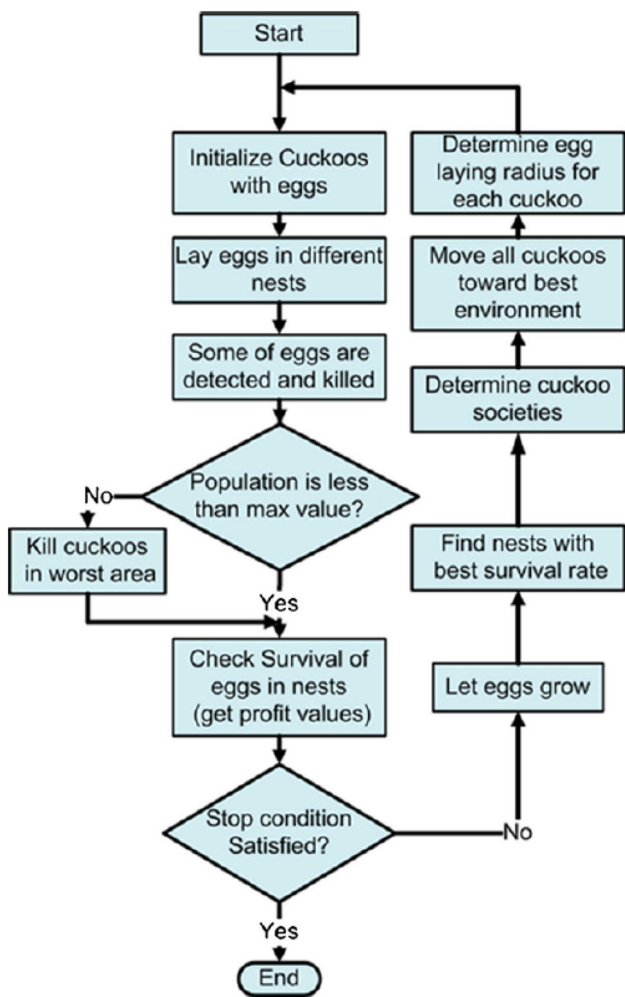 Start
Initialize Cuckoos
with eggs
Lay eggs in different
nests
Some of eggs are
detected and killed
Population is less
than max value?
No
Kill cuckoos
in worst area
Yes
Check Survival of
eggs in nests
(get profit values)
Stop condition
Satisfied?
No
Yes
End
Let eggs grow
Find nests with
best survival rate
Determine cuckoo
societies
Move all cuckoos
toward best
environment
Determine egg
laying radius for
each cuckoo